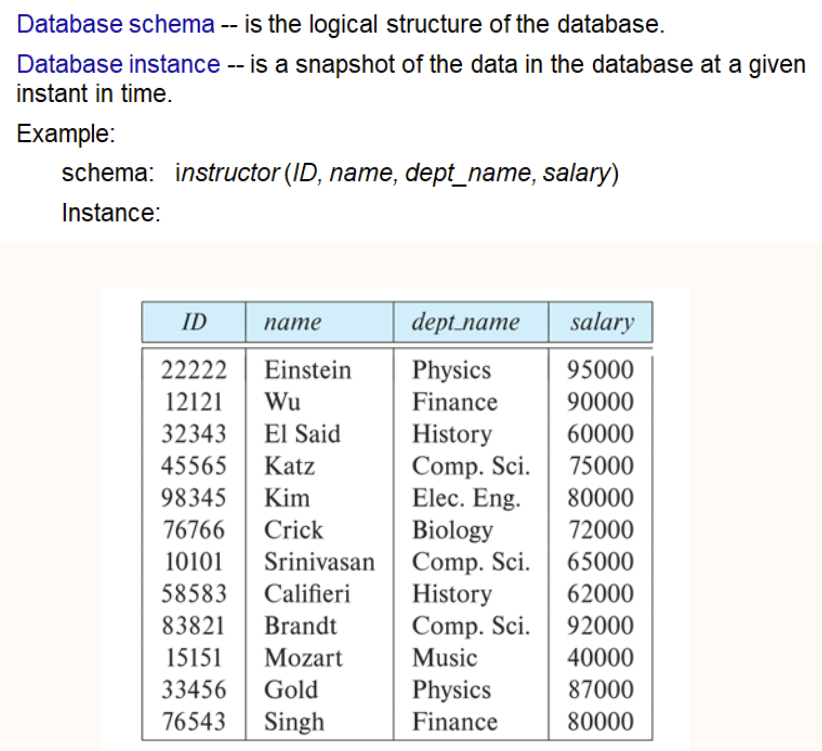 Database schema -- is the logical structure of the database.
Database instance -- is a snapshot of the data in the database at a given
instant in time.
Example:
schema: instructor (ID, name, dept_name, salary)
Instance:
ID name dept_name salary
22222 Einstein Physics 95000
12121 Wu Finance 90000
32343 El Said History 60000
45565 Katz Comp. Sci. 75000
98345 Kim Elec. Eng. 80000
76766 Crick Biology 72000
10101 Srinivasan Comp. Sci. 65000
58583 Califieri History 62000
83821 Brandt Comp. Sci. 92000
15151 Mozart Music 40000
33456 Gold Physics 87000
76543 Singh Finance 80000